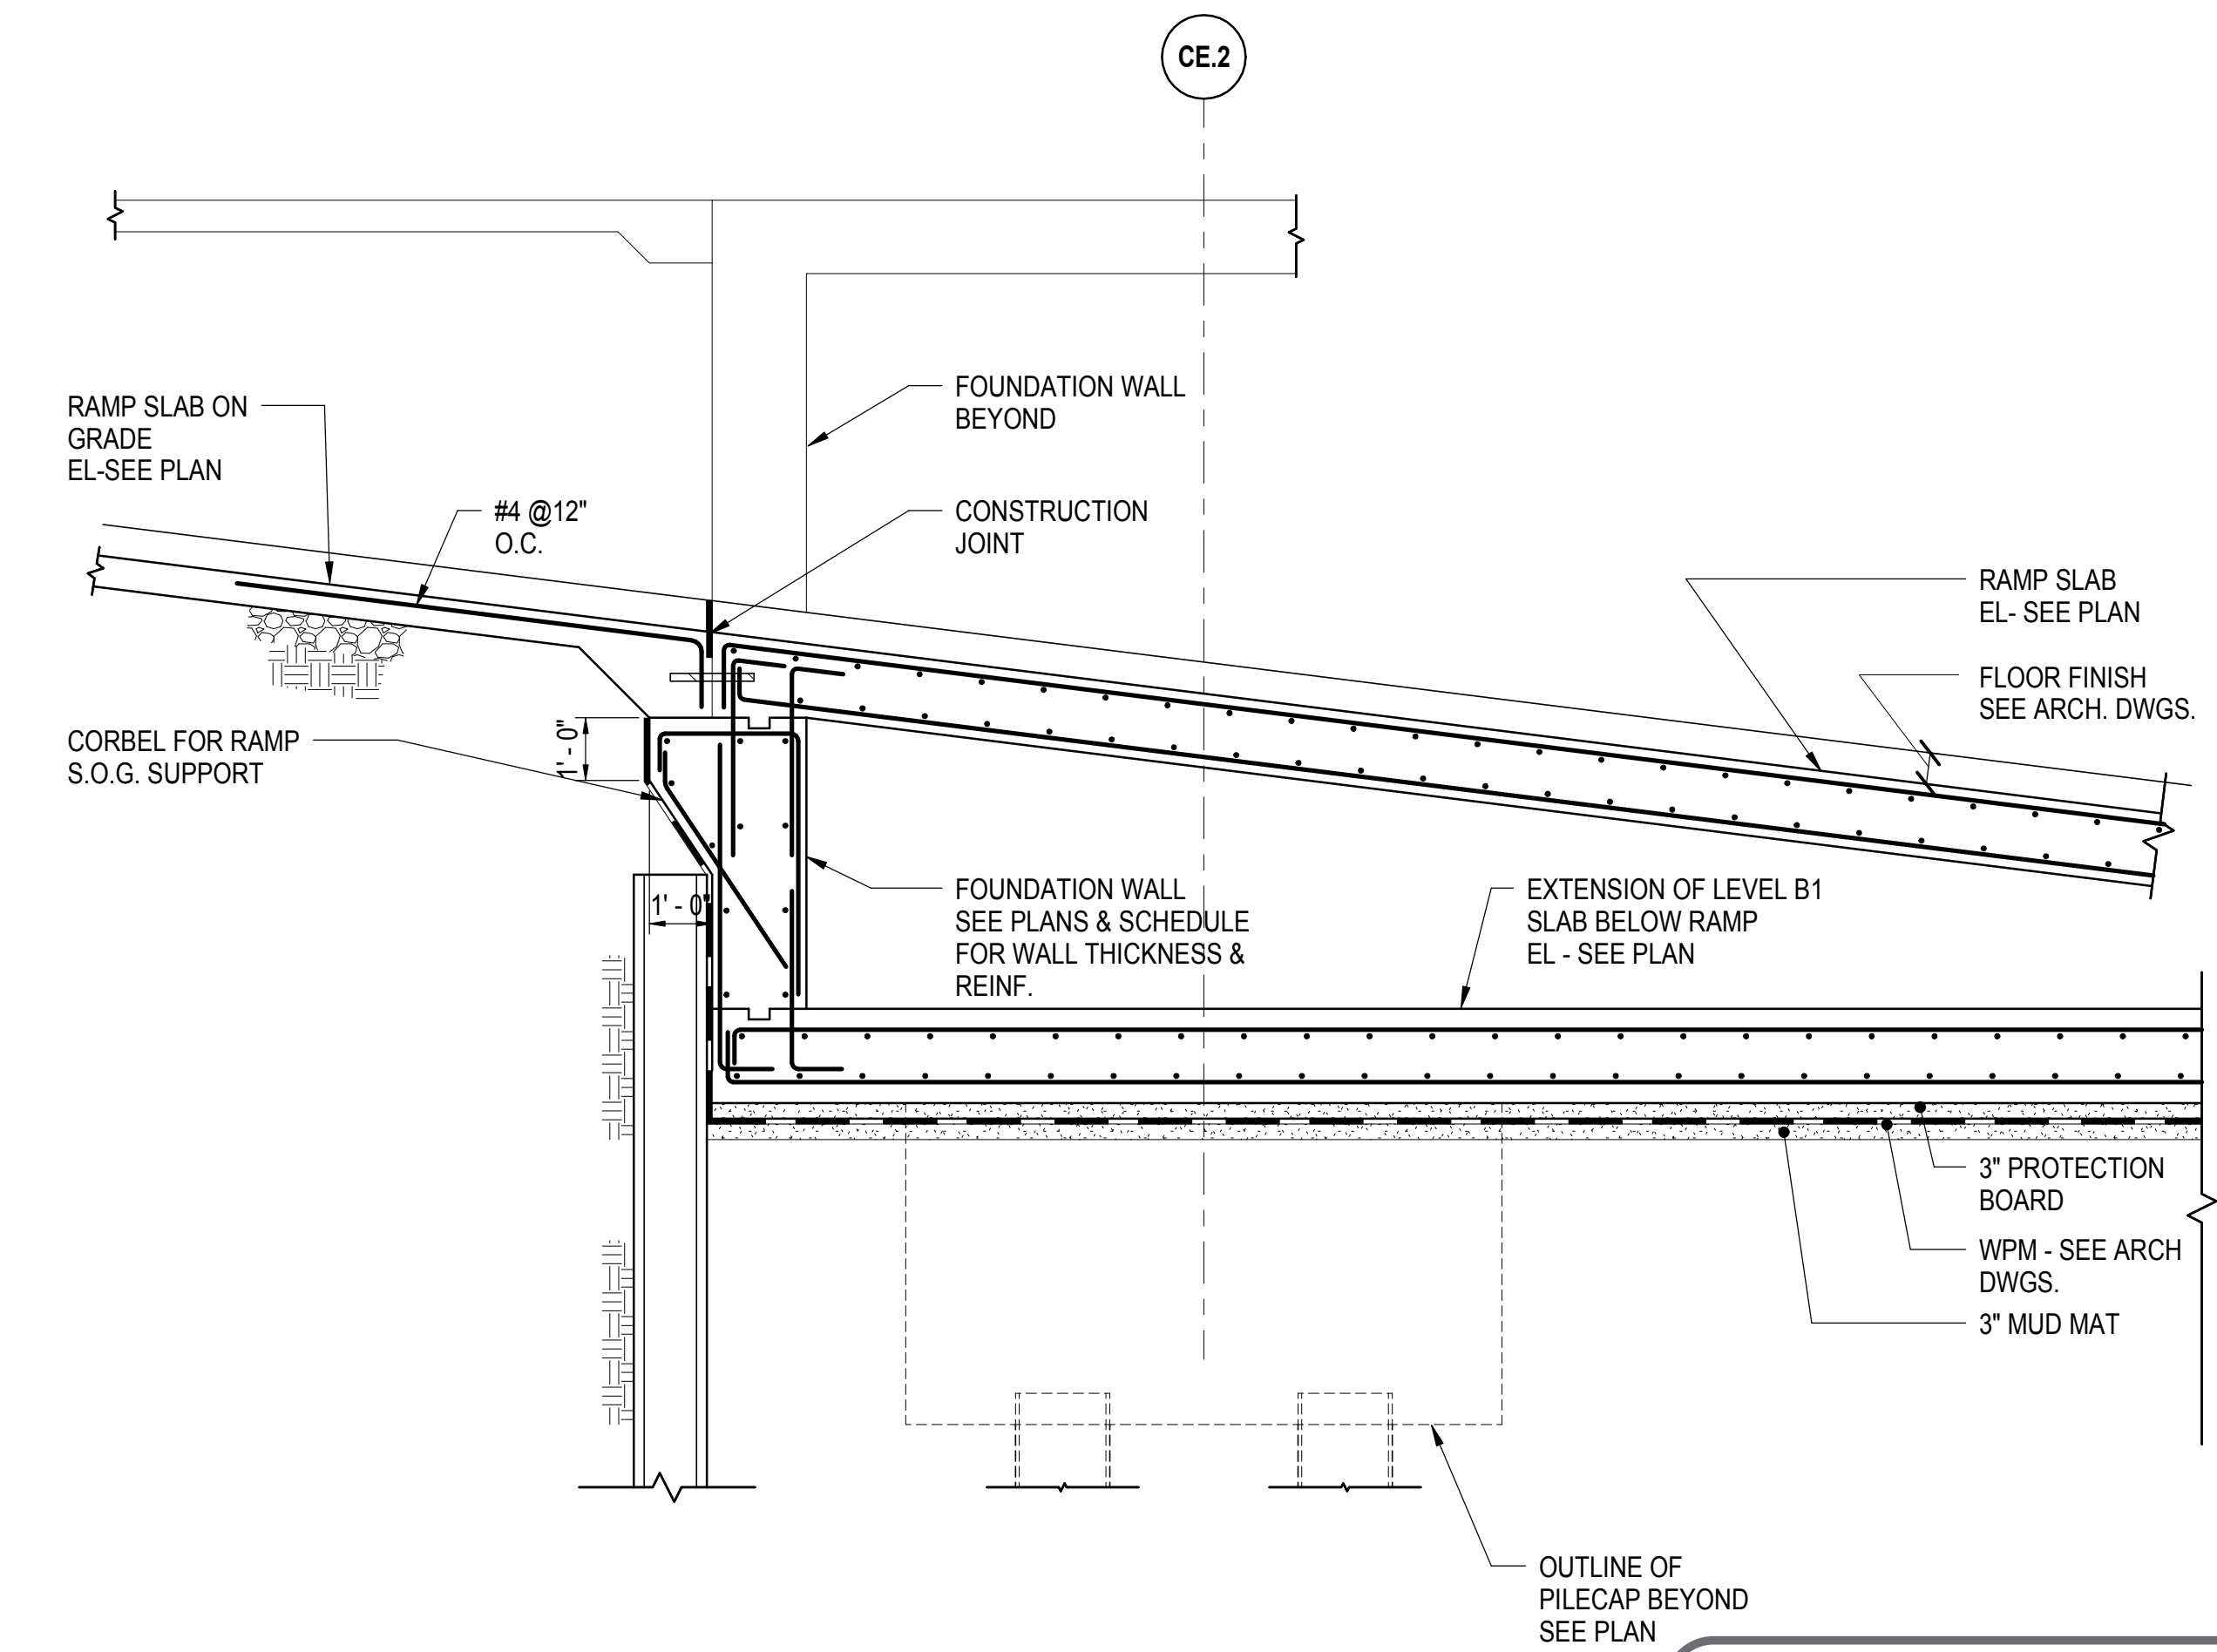 CE.2
RAMP SLAB ON
GRADE
EL-SEE PLAN
#4 @12"
O.C.
FOUNDATION WALL
BEYOND
CONSTRUCTION
JOINT
RAMP SLAB
EL- SEE PLAN
FLOOR FINISH
SEE ARCH. DWGS.
CORBEL FOR RAMP
S.O.G. SUPPORT
1' - 0"
1' - 0"
FOUNDATION WALL
SEE PLANS & SCHEDULE
FOR WALL THICKNESS &
REINF.
EXTENSION OF LEVEL B1
SLAB BELOW RAMP
EL - SEE PLAN
3" PROTECTION
BOARD
WPM - SEE ARCH
DWGS.
3" MUD MAT
OUTLINE OF
PILECAP BEYOND
SEE PLAN